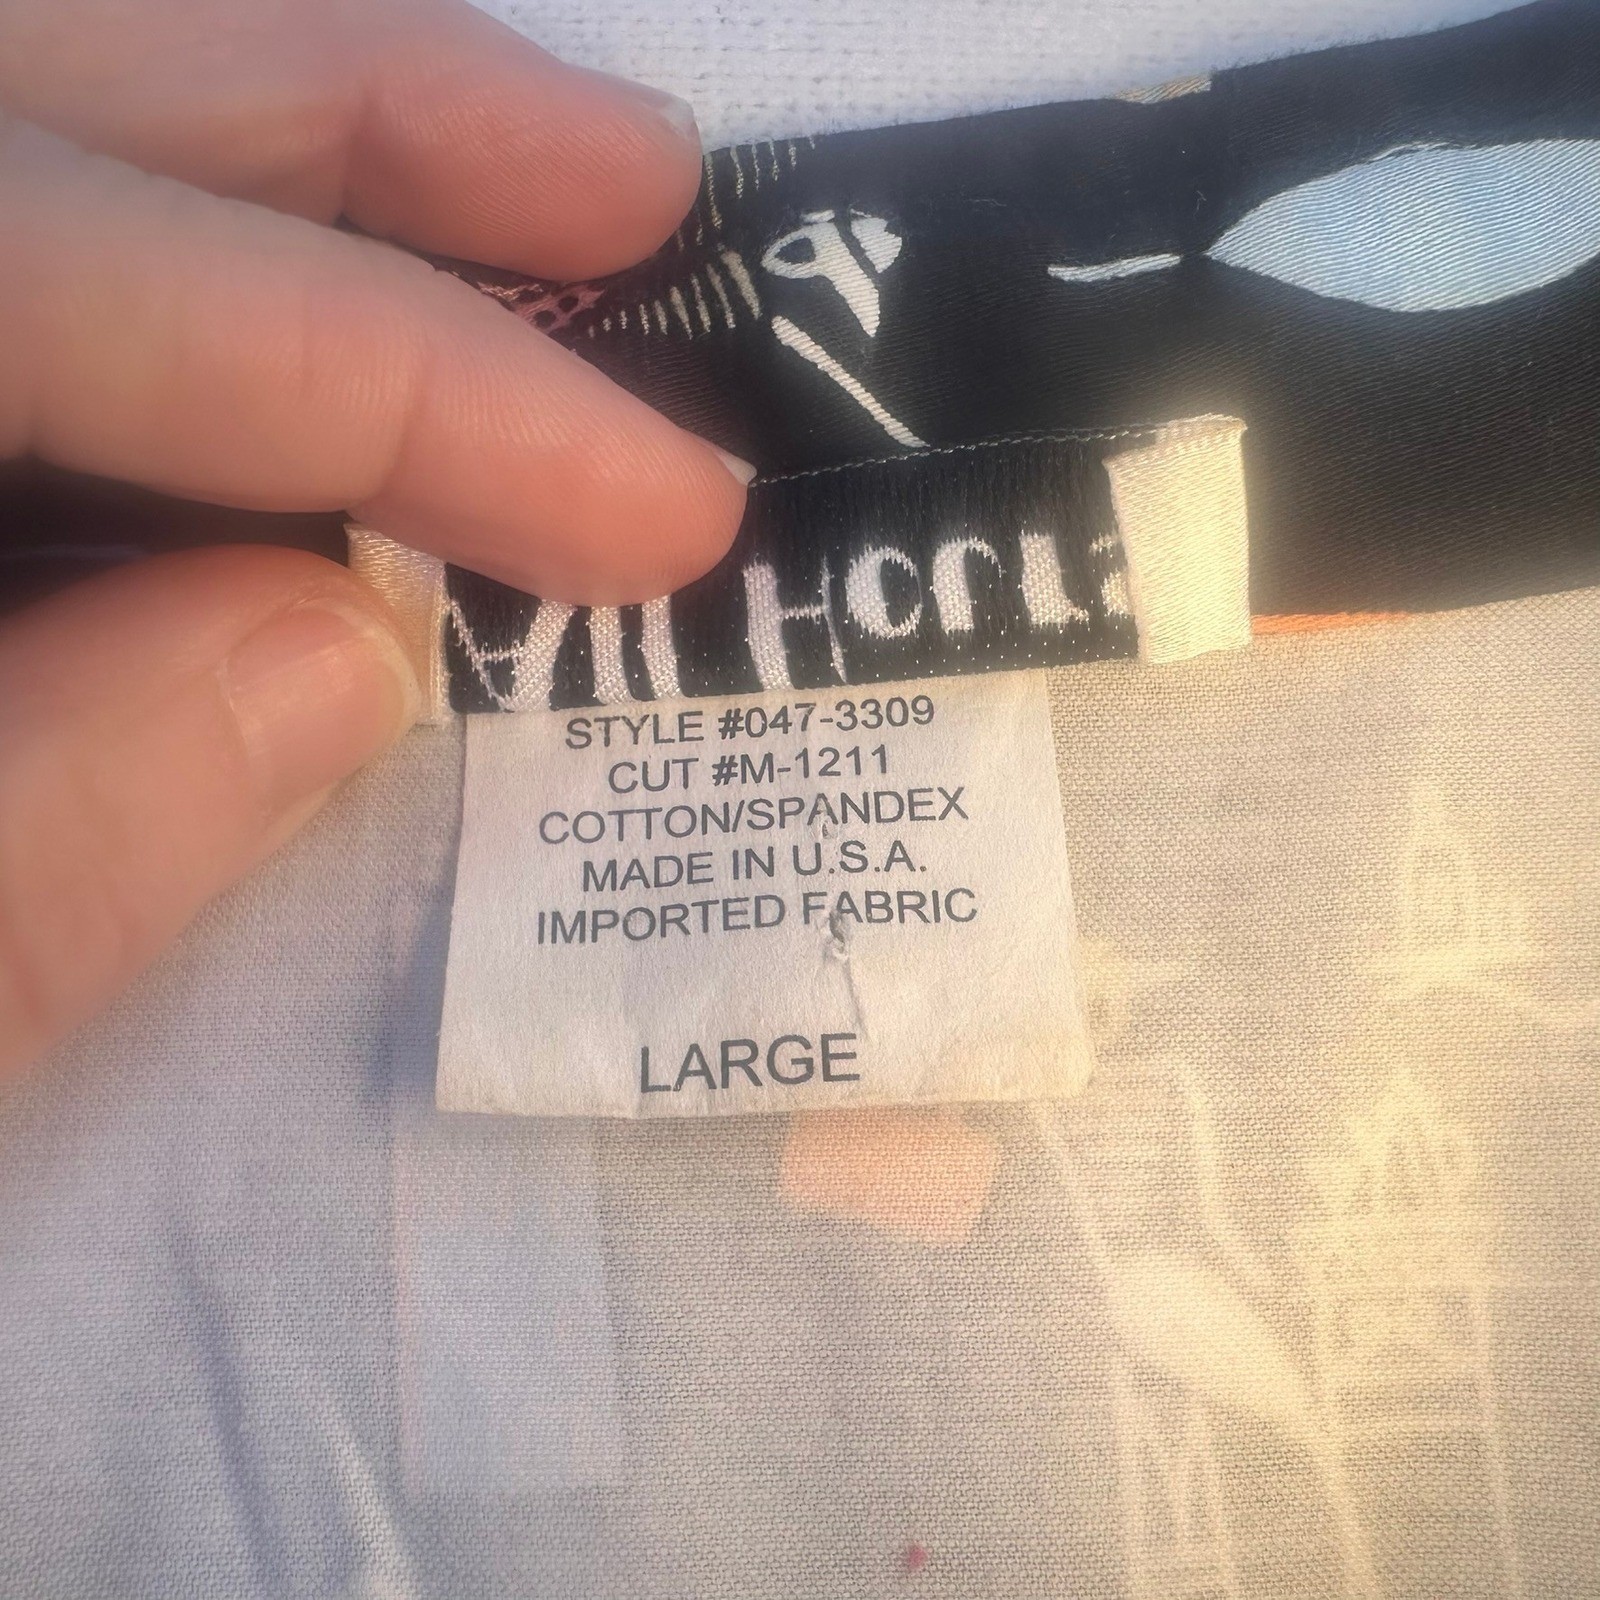 STYLE #047-3309
CUT #M-1211
COTTON/SPANDEX
MADE IN U.S.A.
IMPORTED FABRIC
LARGE